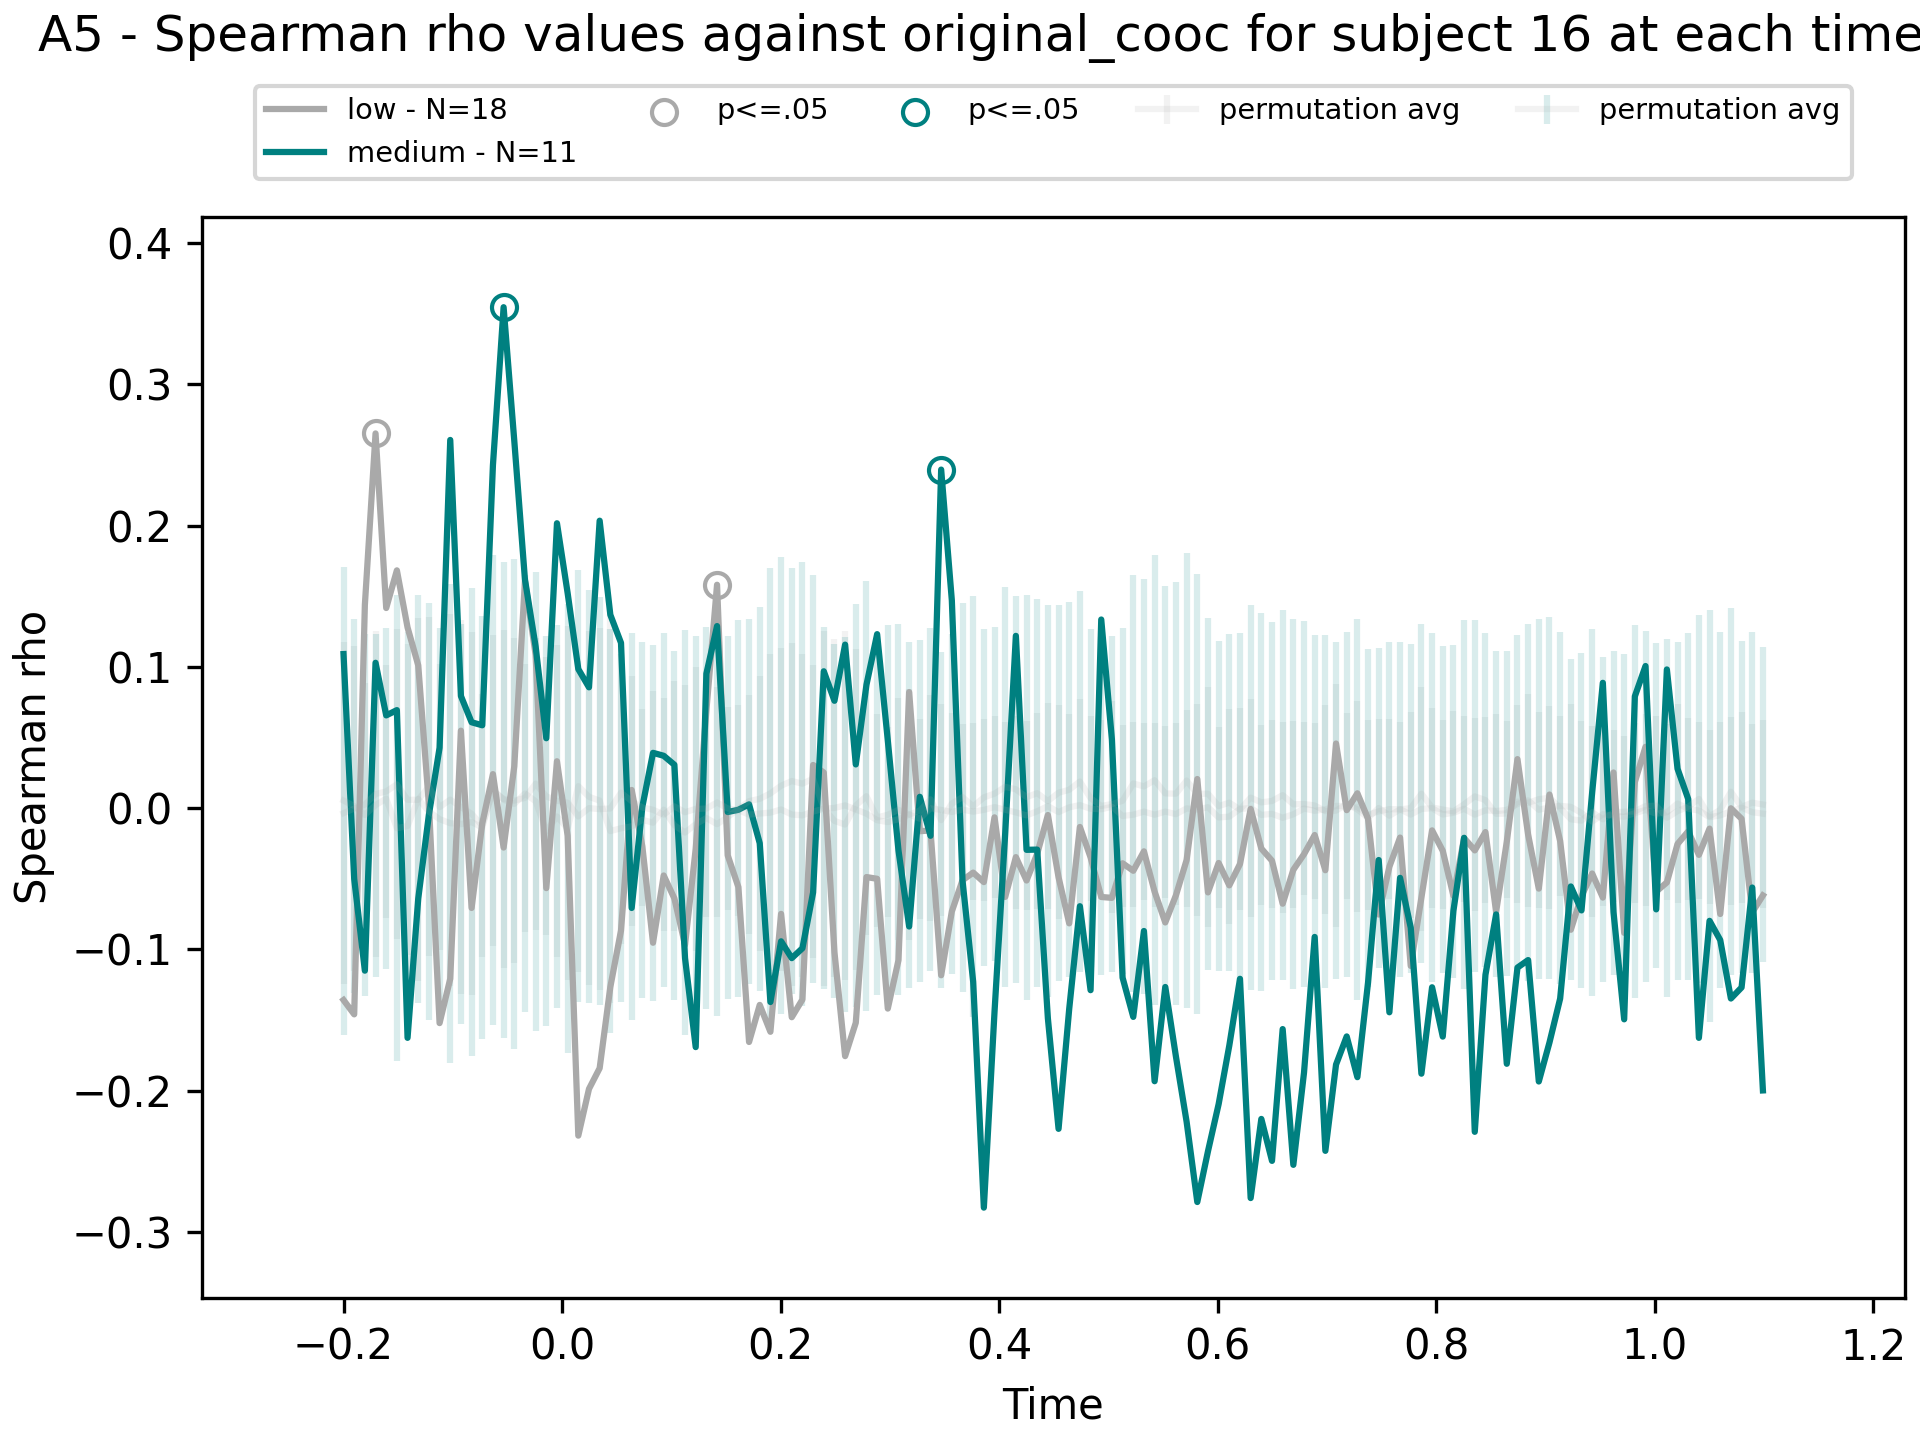 A5 - Spearman rho values against original_cooc for subject 16 at each time
low - N=18
medium - N=11
p<=.05
p<=.05
permutation avg
permutation avg
Spearman rho
0.4
0.3
0.2
0.1
0.0
−0.1
−0.2
−0.3
−0.2 0.0 0.2 0.4 0.6 0.8 1.0 1.2
Time